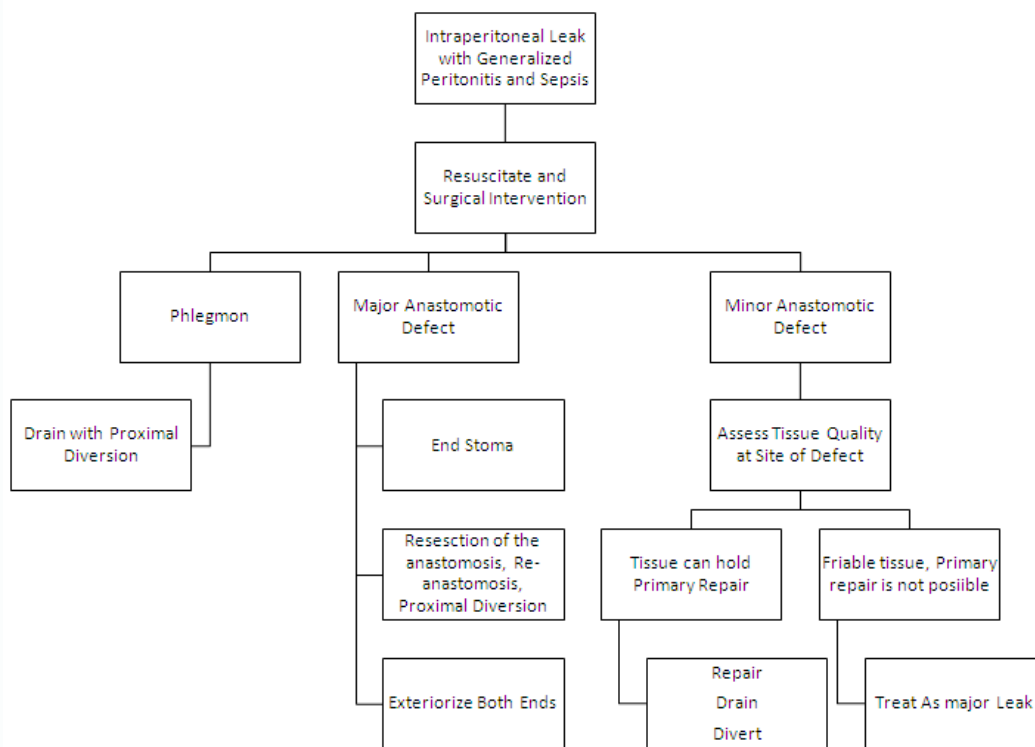 Intraperitoneal Leak
with Generalized
Peritonitis and Sepsis
Resuscitate and
Surgical Intervention
Phlegmon
Major Anastomotic
Defect
Minor Anastomotic
Defect
Drain with Proximal
Diversion
End Stoma
Assess Tissue Quality
at Site of Defect
Resesction of the
anastomosis, Re-
anastomosis,
Proximal Diversion
Tissue can hold
Primary Repair
Friable tissue, Primary
repair is not posiible
Exteriorize Both Ends
Repair
Drain
Divert
Treat As major Leak